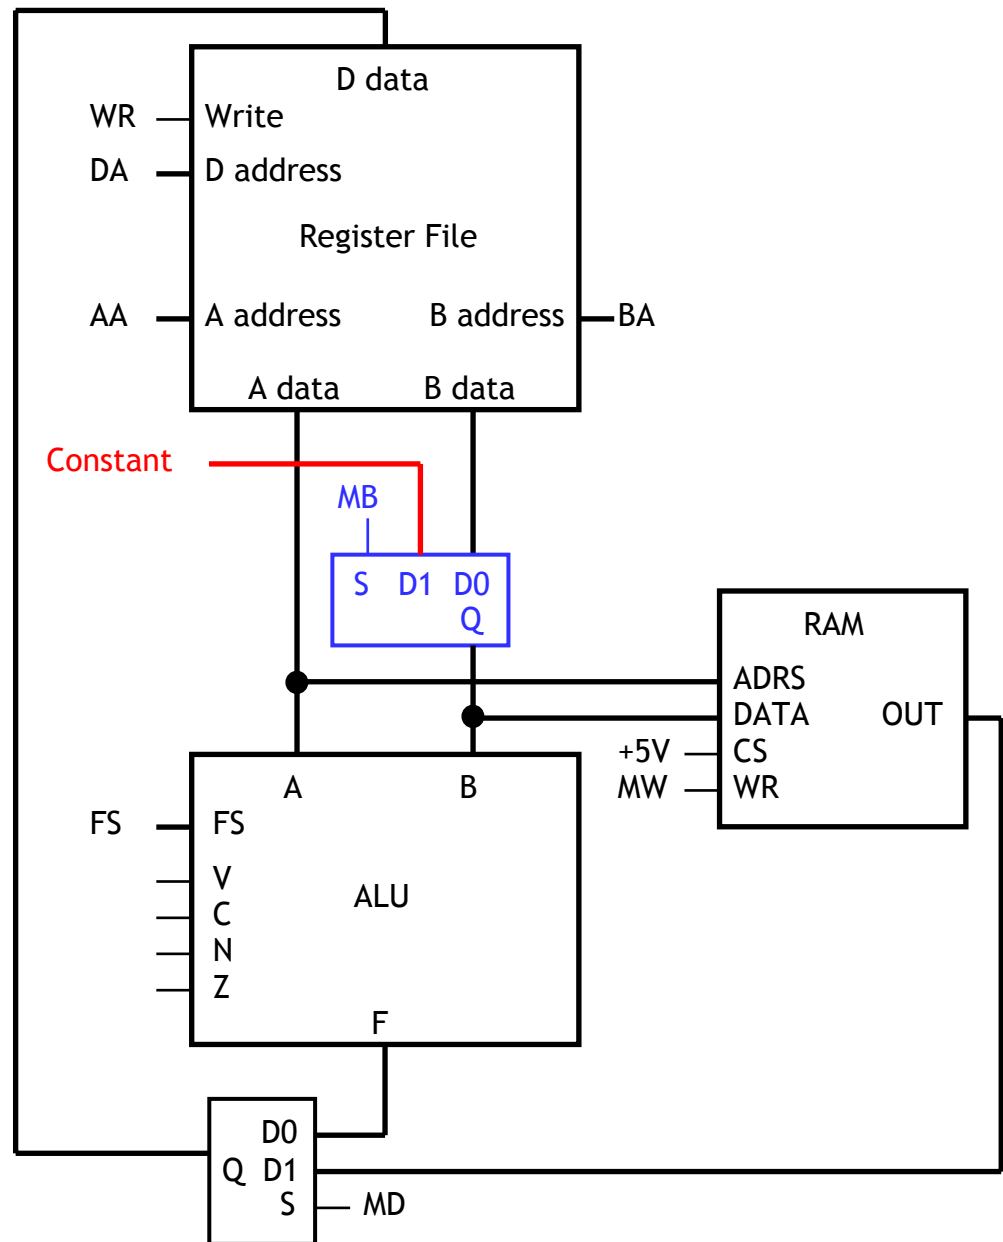 D data
WR Write
DA D address
Register File
AA A address B address BA
A data B data
Constant
MB
S D1 D0
Q
RAM
ADRS
DATA OUT
+5V CS
MW WR
A B
FS FS
V
ALU
C
N
Z
F
D0
Q D1
S MD